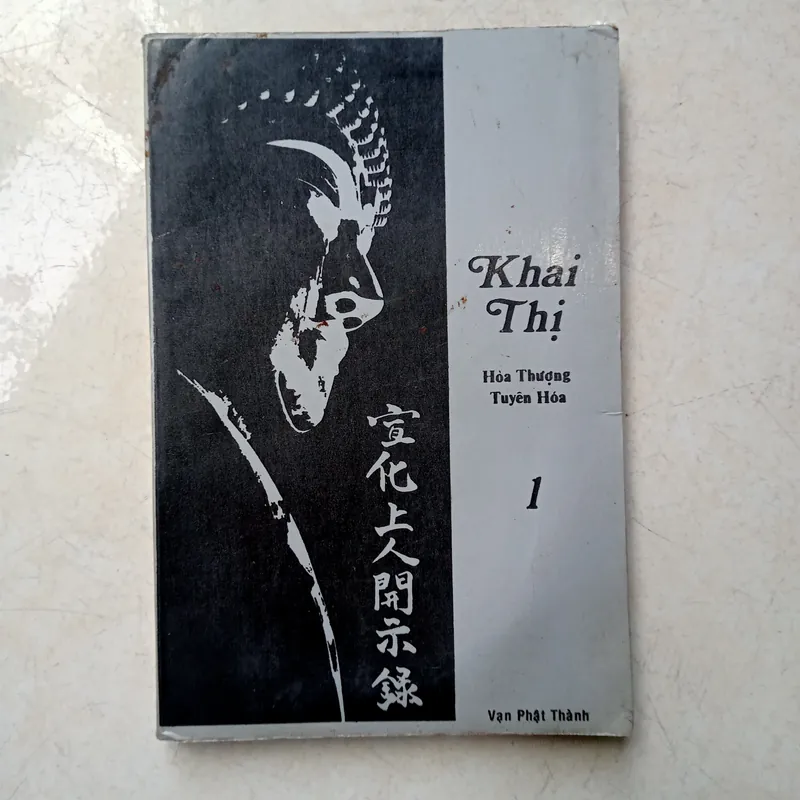 Khai
Thị
Hòa Thượng
Tuyên Hóa
1
宣化上人開示錄
Vạn Phật Thành